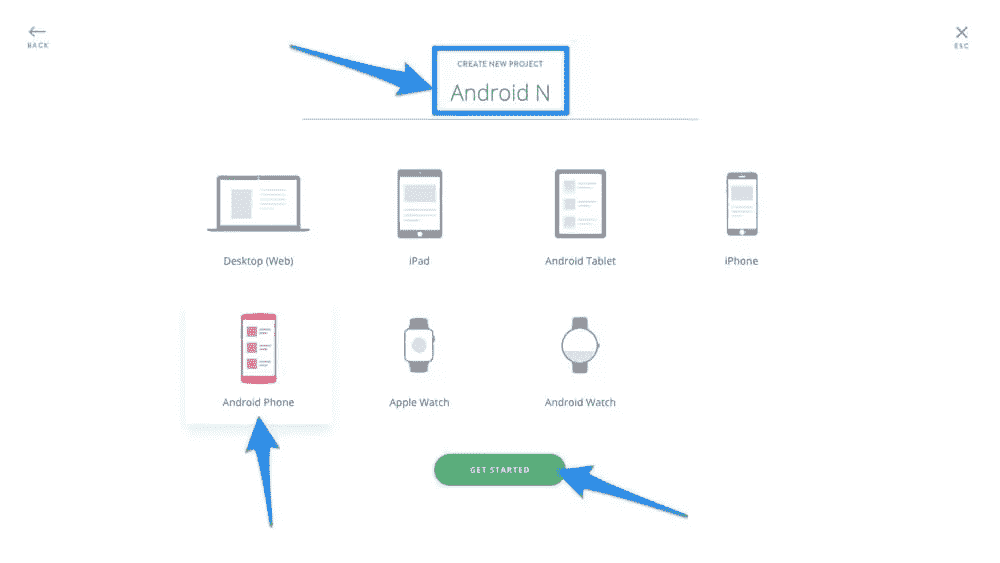 BACK
ESC
CREATE NEW PROJECT
Android N
Desktop (Web)
iPad
Android Tablet
iPhone
Android Phone
Apple Watch
Android Watch
GET STARTED